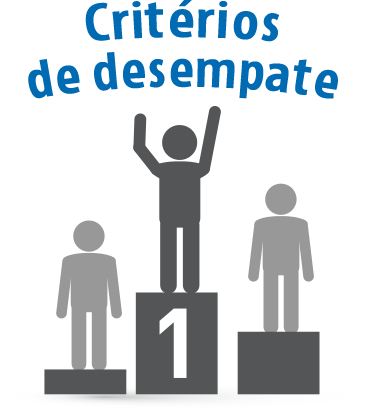 Critérios
de desempate
1